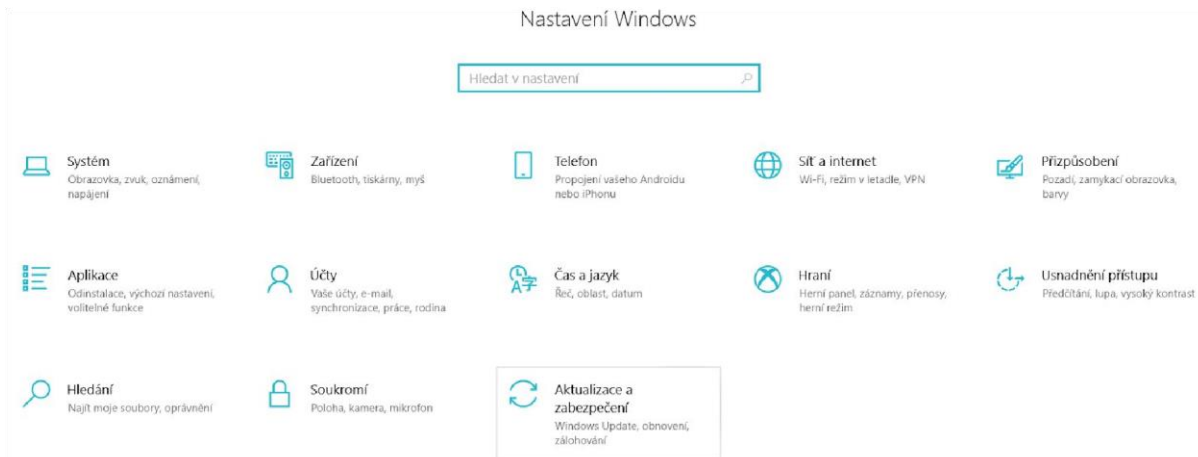 Nastavení Windows
Hledat v nastavení
Systém
Obrazovka, zvuk, oznámení,
napájení
Zařízení
Bluetooth, tiskárny, myš
Telefon
Propojení vašeho Androidu
nebo iPhonu
Síť a internet
Wi-Fi, režim v letadle, VPN
Přizpůsobení
Pozadí, zamykací obrazovka,
barvy
Aplikace
Odinstalace, výchozí nastavení,
volitelné funkce
Účty
Vaše účty, e-mail,
synchronizace, práce, rodina
Čas a jazyk
Řeč, oblast, datum
Hraní
Herní panel, záznamy, přenosy,
herní režim
Usnadnění přístupu
Předčítání, lupa, vysoký kontrast
Hledání
Najít moje soubory, oprávnění
Soukromí
Poloha, kamera, mikrofon
Aktualizace a
zabezpečení
Windows Update, obnovení,
zálohování